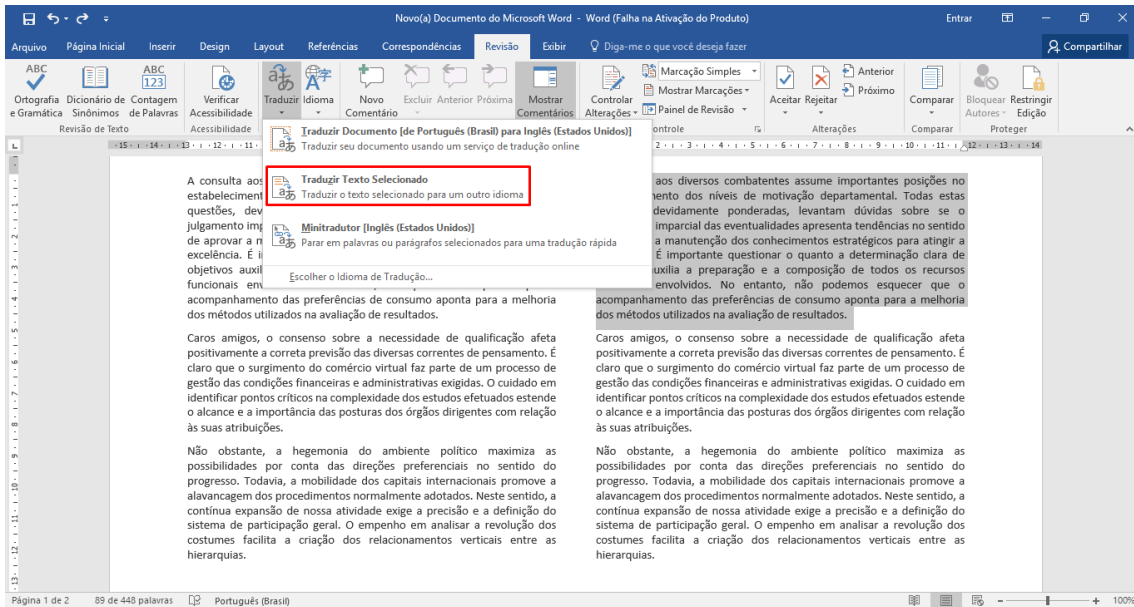 Novo(a) Documento do Microsoft Word - Word (Falha na Ativação do Produto)
Entrar
Arquivo Página Inicial Inserir Design Layout Referências Correspondências Revisão Exibir Diga-me o que você deseja fazer Compartilhar
ABC
Ortografia e Gramática
Dicionário de Sinônimos
ABC 123
Contagem de Palavras
Verificar Acessibilidade
Traduzir
Idioma
Novo Comentário
Excluir Anterior Próxima
Mostrar Comentários
Controlar Alterações
Marcação Simples
Mostrar Marcações
Painel de Revisão
Aceitar Rejeitar
Anterior
Próximo
Comparar
Bloquear Autores
Restringir Edição
Revisão de Texto Acessibilidade ontrole Alterações Comparar Proteger
Traduzir Documento [de Português (Brasil) para Inglês (Estados Unidos)]
Traduzir seu documento usando um serviço de tradução online
Traduzir Texto Selecionado
Traduzir o texto selecionado para um outro idioma
Minitradutor [Inglês (Estados Unidos)]
Parar em palavras ou parágrafos selecionados para uma tradução rápida
Escolher o Idioma de Tradução...
A consulta aos
estabeleciment
questões, dev
julgamento imp
de aprovar a m
excelência. É i
objetivos auxil
funcionais env
acompanhamento das preferências de consumo aponta para a melhoria
dos métodos utilizados na avaliação de resultados.
Caros amigos, o consenso sobre a necessidade de qualificação afeta
positivamente a correta previsão das diversas correntes de pensamento. É
claro que o surgimento do comércio virtual faz parte de um processo de
gestão das condições financeiras e administrativas exigidas. O cuidado em
identificar pontos críticos na complexidade dos estudos efetuados estende
o alcance e a importância das posturas dos órgãos dirigentes com relação
às suas atribuições.
Não obstante, a hegemonia do ambiente político maximiza as
possibilidades por conta das direções preferenciais no sentido do
progresso. Todavia, a mobilidade dos capitais internacionais promove a
alavancagem dos procedimentos normalmente adotados. Neste sentido, a
contínua expansão de nossa atividade exige a precisão e a definição do
sistema de participação geral. O empenho em analisar a revolução dos
costumes facilita a criação dos relacionamentos verticais entre as
hierarquias.
aos diversos combatentes assume importantes posições no
ento dos níveis de motivação departamental. Todas estas
devidamente ponderadas, levantam dúvidas sobre se o
imparcial das eventualidades apresenta tendências no sentido
a manutenção dos conhecimentos estratégicos para atingir a
É importante questionar o quanto a determinação clara de
uxilia a preparação e a composição de todos os recursos
envolvidos. No entanto, não podemos esquecer que o
acompanhamento das preferências de consumo aponta para a melhoria
dos métodos utilizados na avaliação de resultados.
Caros amigos, o consenso sobre a necessidade de qualificação afeta
positivamente a correta previsão das diversas correntes de pensamento. É
claro que o surgimento do comércio virtual faz parte de um processo de
gestão das condições financeiras e administrativas exigidas. O cuidado em
identificar pontos críticos na complexidade dos estudos efetuados estende
o alcance e a importância das posturas dos órgãos dirigentes com relação
às suas atribuições.
Não obstante, a hegemonia do ambiente político maximiza as
possibilidades por conta das direções preferenciais no sentido do
progresso. Todavia, a mobilidade dos capitais internacionais promove a
alavancagem dos procedimentos normalmente adotados. Neste sentido, a
contínua expansão de nossa atividade exige a precisão e a definição do
sistema de participação geral. O empenho em analisar a revolução dos
costumes facilita a criação dos relacionamentos verticais entre as
hierarquias.
Página 1 de 2 89 de 448 palavras Português (Brasil) 100%